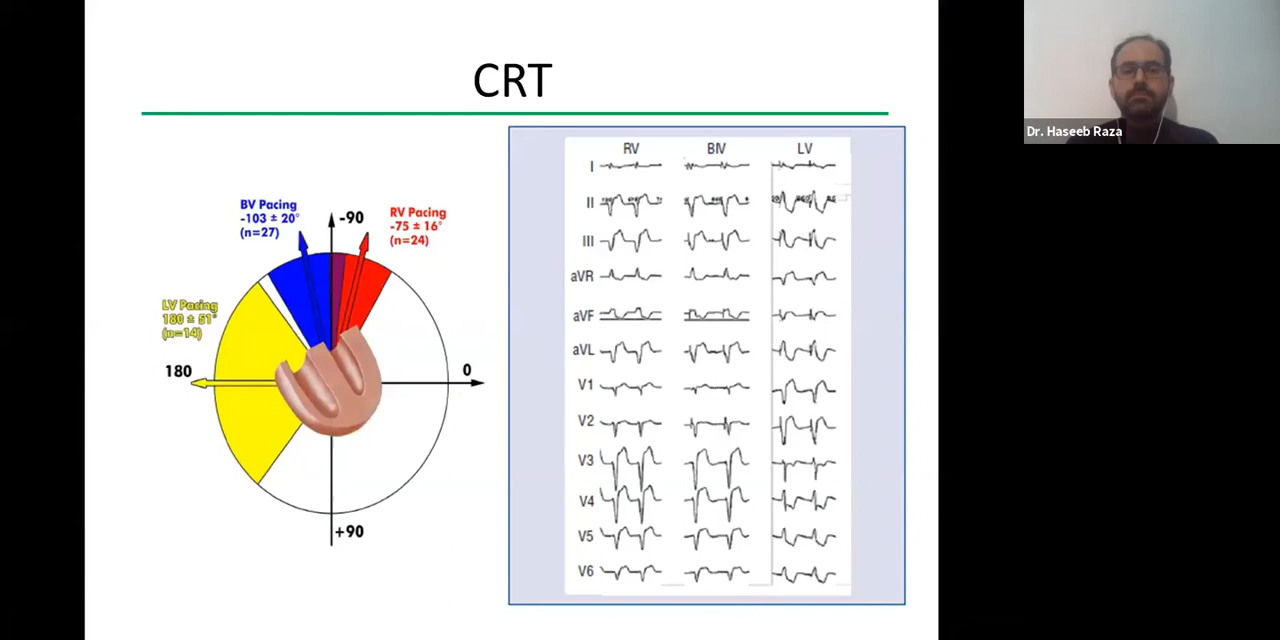 CRT
BV Pacing
-103 ± 20°
(n=27)
-90
RV Pacing
-75 ± 16°
(n=24)
LV Pacing
180 ± 51°
(n=14)
180
0
+90
RV BIV LV
I
II
III
aVR
aVF
aVL
V1
V2
V3
V4
V5
V6
Dr. Haseeb Raza